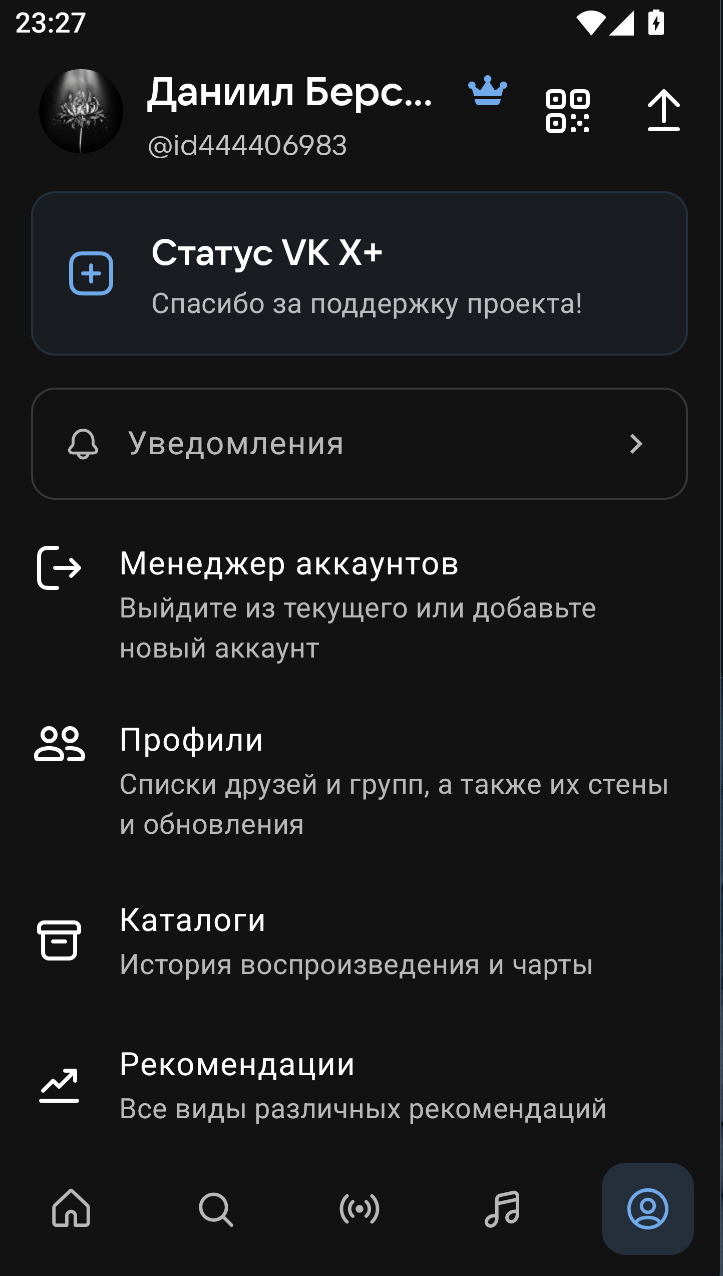 23:27
Даниил Берс...
@id444406983
Статус VK X+
Спасибо за поддержку проекта!
Уведомления
Менеджер аккаунтов
Выйдите из текущего или добавьте
новый аккаунт
Профили
Списки друзей и групп, а также их стены
и обновления
Каталоги
История воспроизведения и чарты
Рекомендации
Все виды различных рекомендаций